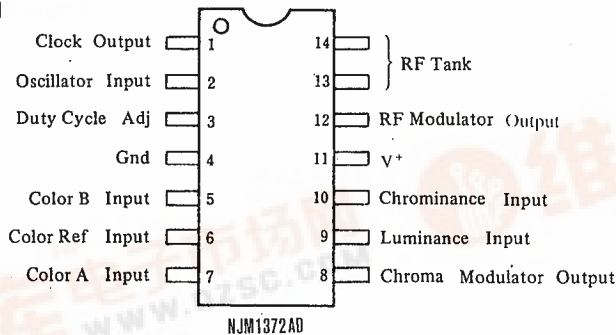 Clock Output 1
Oscillator Input 2
Duty Cycle Adj 3
Gnd 4
Color B Input 5
Color Ref Input 6
Color A Input 7
14
13
RF Tank
12 RF Modulator Output
11 V+
10 Chrominance Input
9 Luminance Input
8 Chroma Modulator Output
NJM1372AD